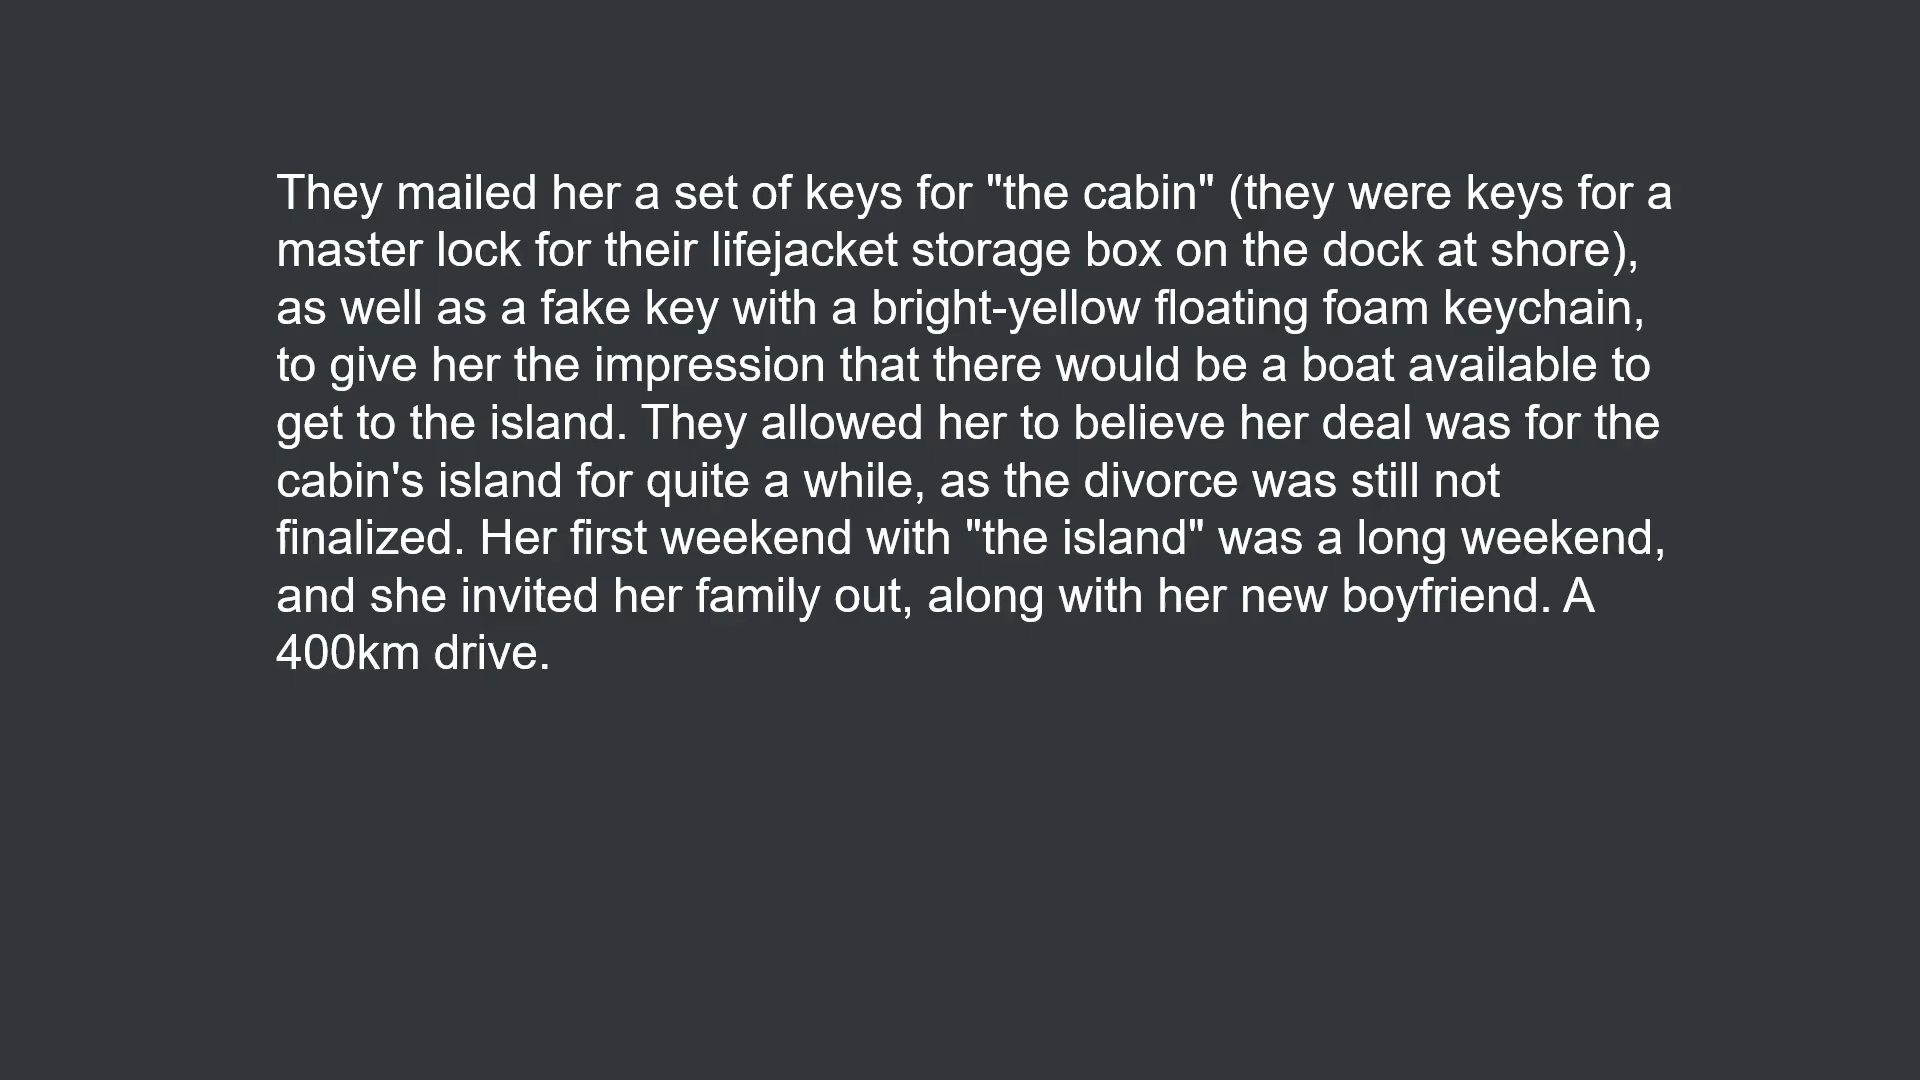 They mailed her a set of keys for "the cabin" (they were keys for a
master lock for their lifejacket storage box on the dock at shore),
as well as a fake key with a bright-yellow floating foam keychain,
to give her the impression that there would be a boat available to
get to the island. They allowed her to believe her deal was for the
cabin's island for quite a while, as the divorce was still not
finalized. Her first weekend with "the island" was a long weekend,
and she invited her family out, along with her new boyfriend. A
400km drive.